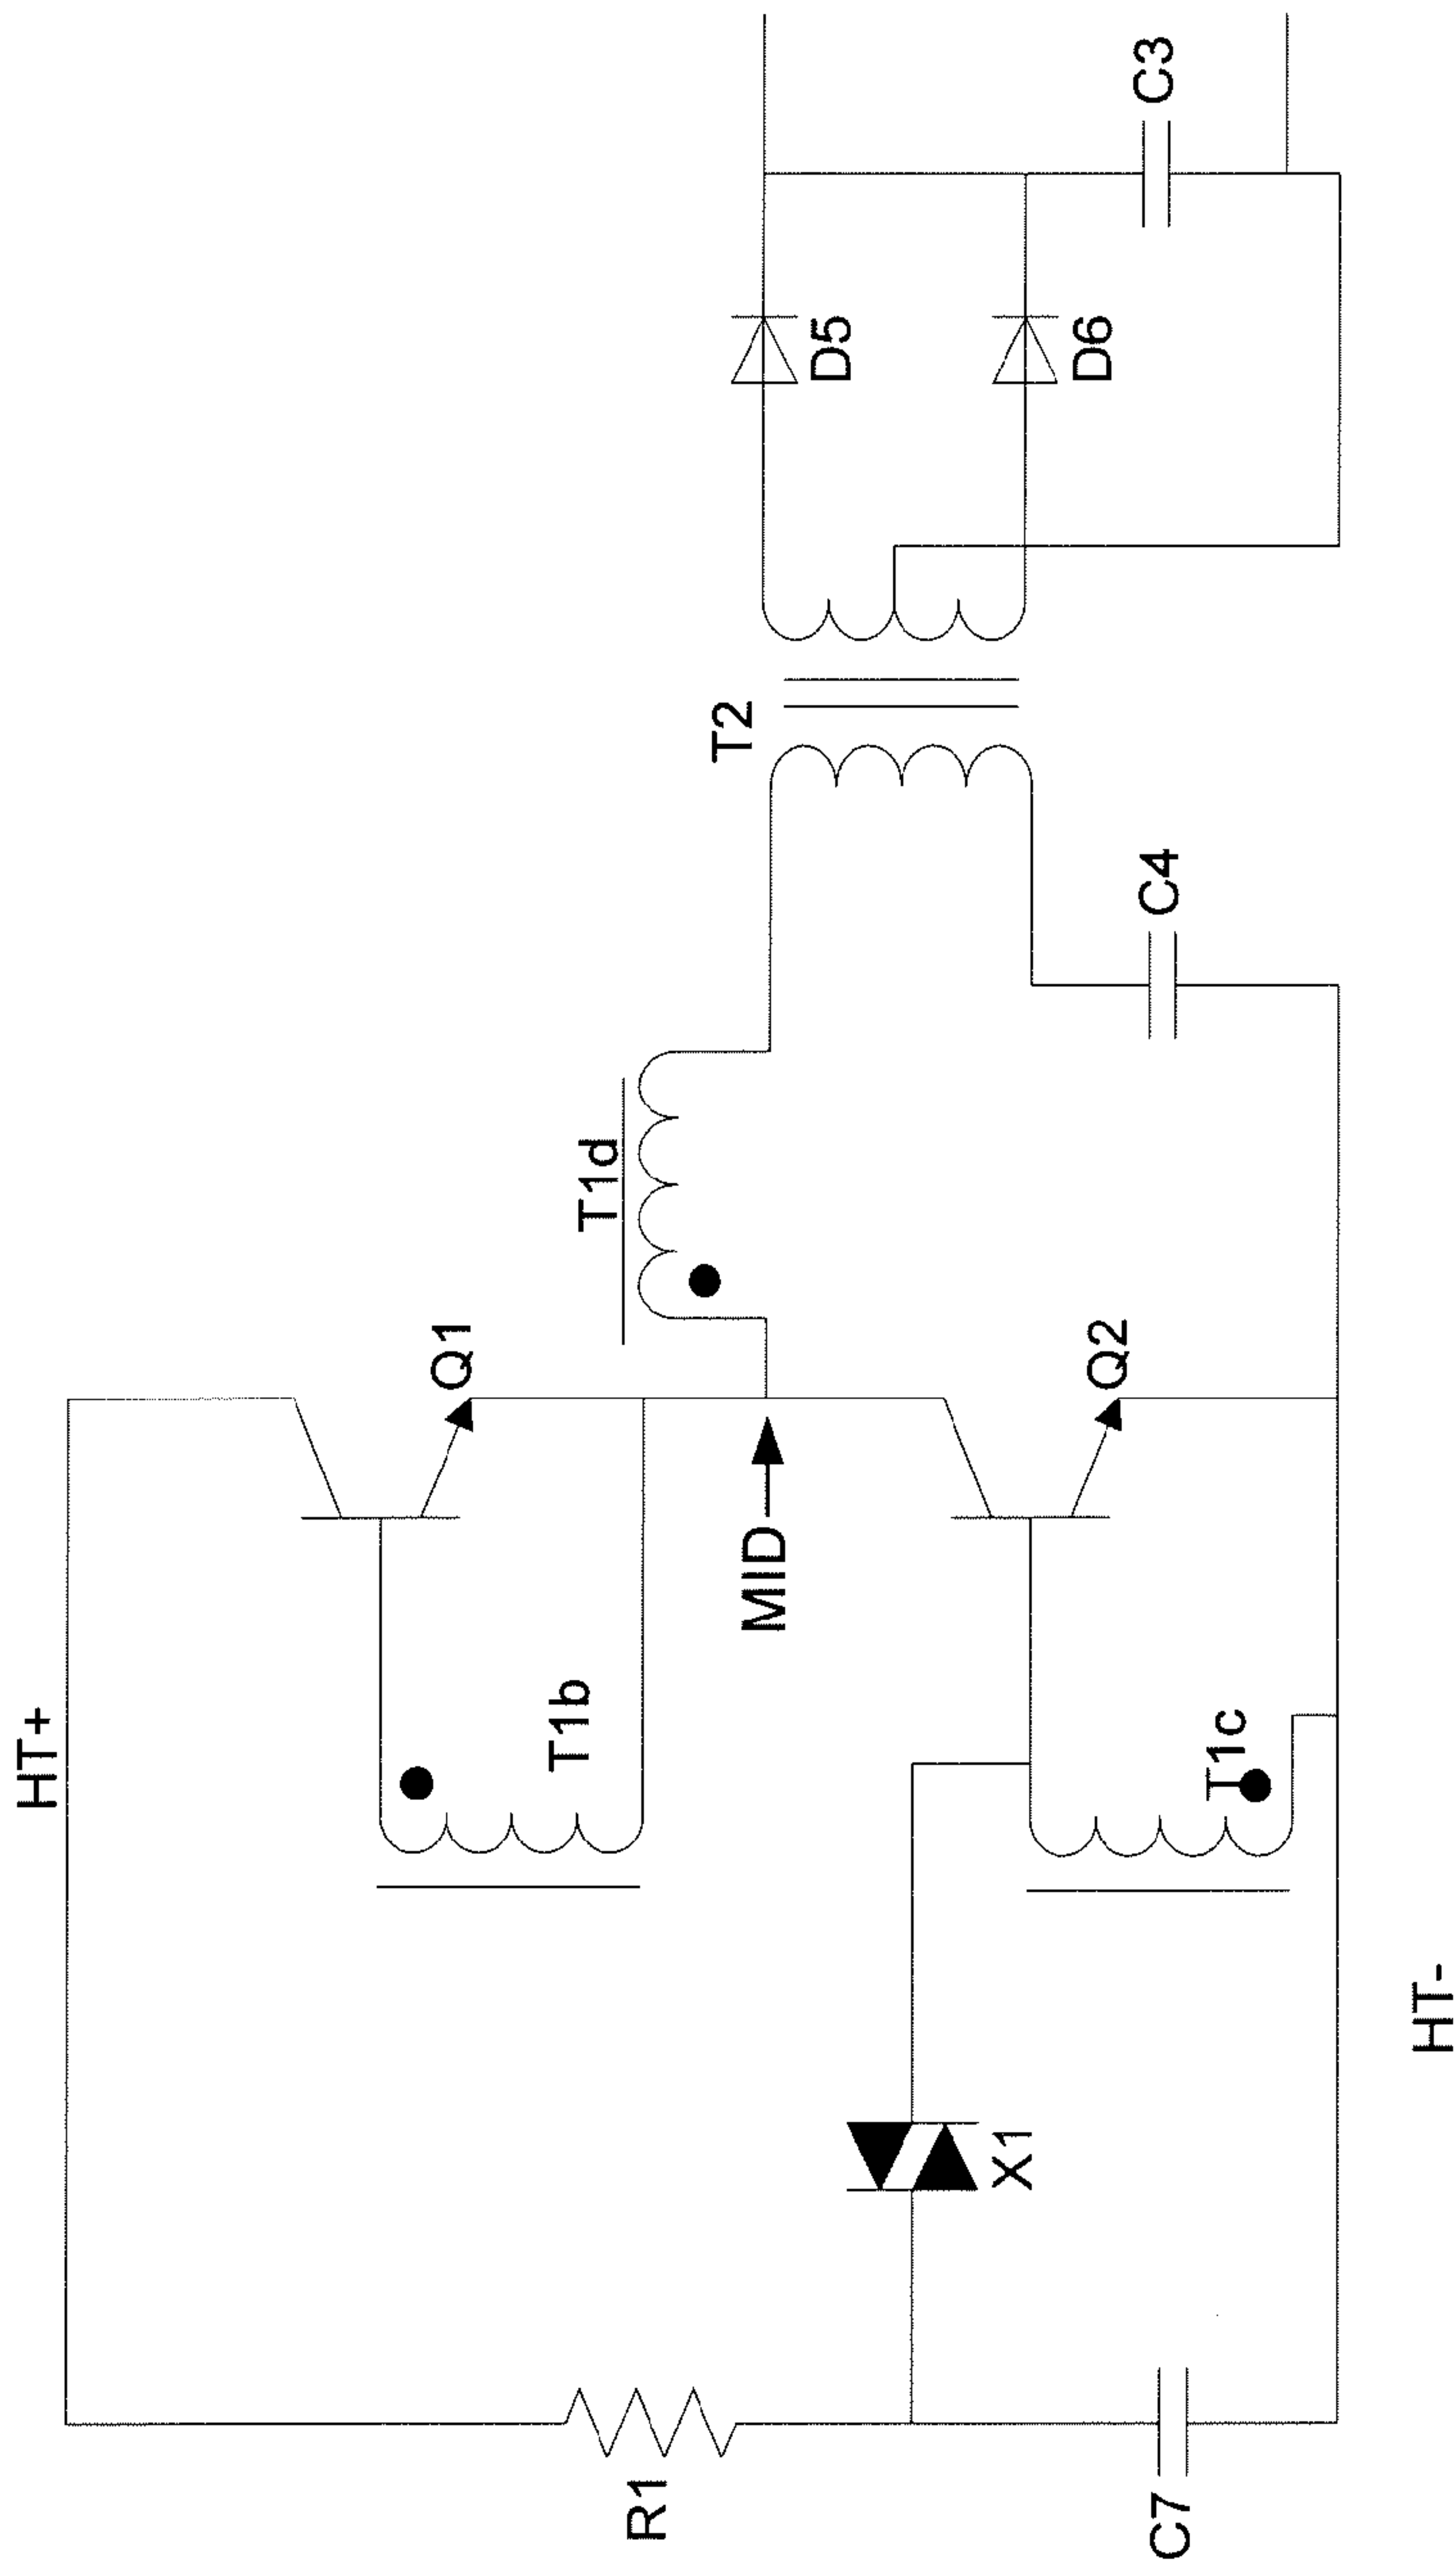 HT+
Q1
T1b
T1d
MID
T2
D5
D6
C3
R1
X1
Q2
T1c
C4
C7
HT-